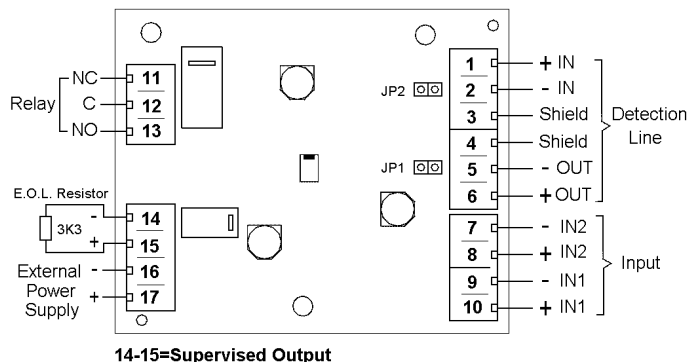 NC 11
Relay C 12
NO 13
JP2
JP1
1 + IN
2 - IN
3 Shield
4 Shield
5 - OUT
6 + OUT
Detection
Line
7 - IN2
8 + IN2
9 - IN1
10 + IN1
Input
E.O.L. Resistor
3K3
- 14
+ 15
- 16
+ 17
External
Power
Supply
14-15=Supervised Output